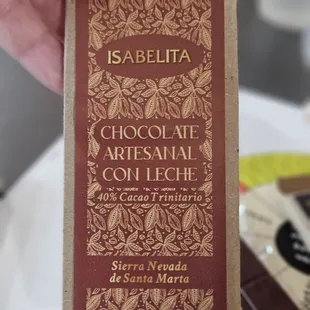 ISABELITA
CHOCOLATE
ARTESANAL
CON LECHE
40% Cacao Trinitario
Sierra Nevada
de Santa Marta